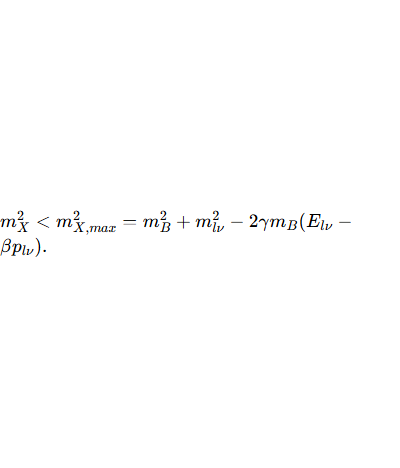 $m_X^2 < m_{X,max}^2 = m_B^2 + m_{l\nu}^2 - 2\gamma m_B(E_{l\nu} -$
$\beta p_{l\nu}).$